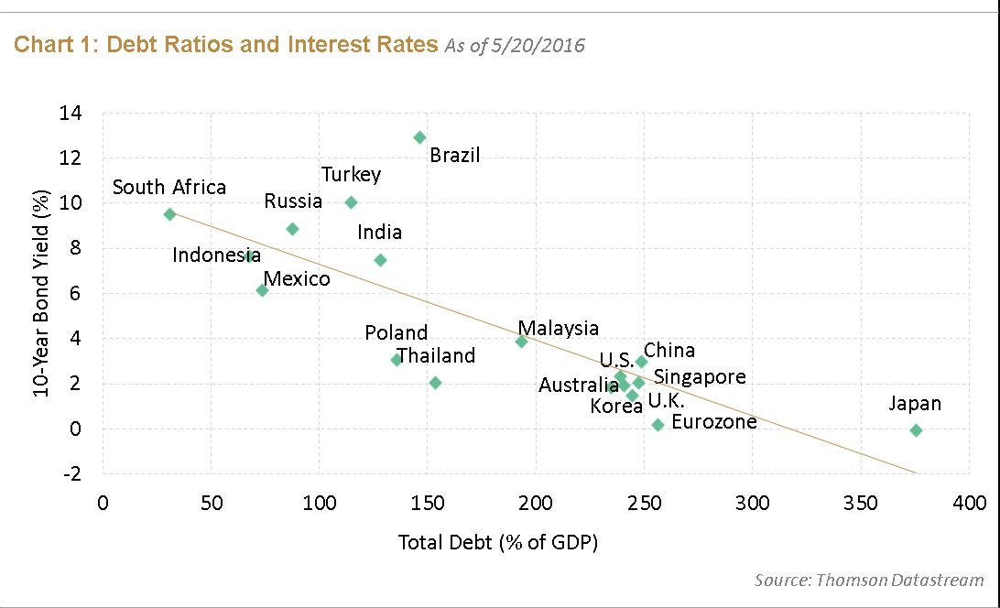 Chart 1: Debt Ratios and Interest Rates As of 5/20/2016
10-Year Bond Yield (%)
14
12
10
8
6
4
2
0
-2
Brazil
Turkey
South Africa
Russia
India
Indonesia
Mexico
Malaysia
Poland
Thailand
China
U.S.
Singapore
Australia
U.K.
Korea
Japan
Eurozone
0 50 100 150 200 250 300 350 400
Total Debt (% of GDP)
Source: Thomson Datastream